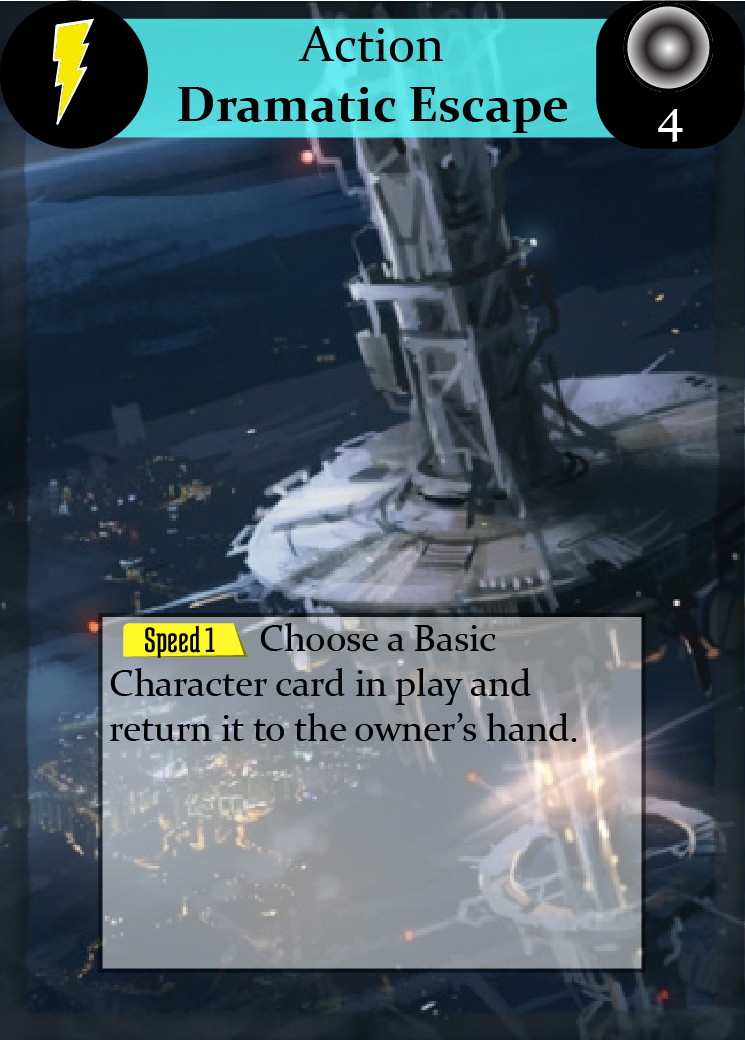 Action
Dramatic Escape
4
Speed 1 Choose a Basic
Character card in play and
return it to the owner’s hand.